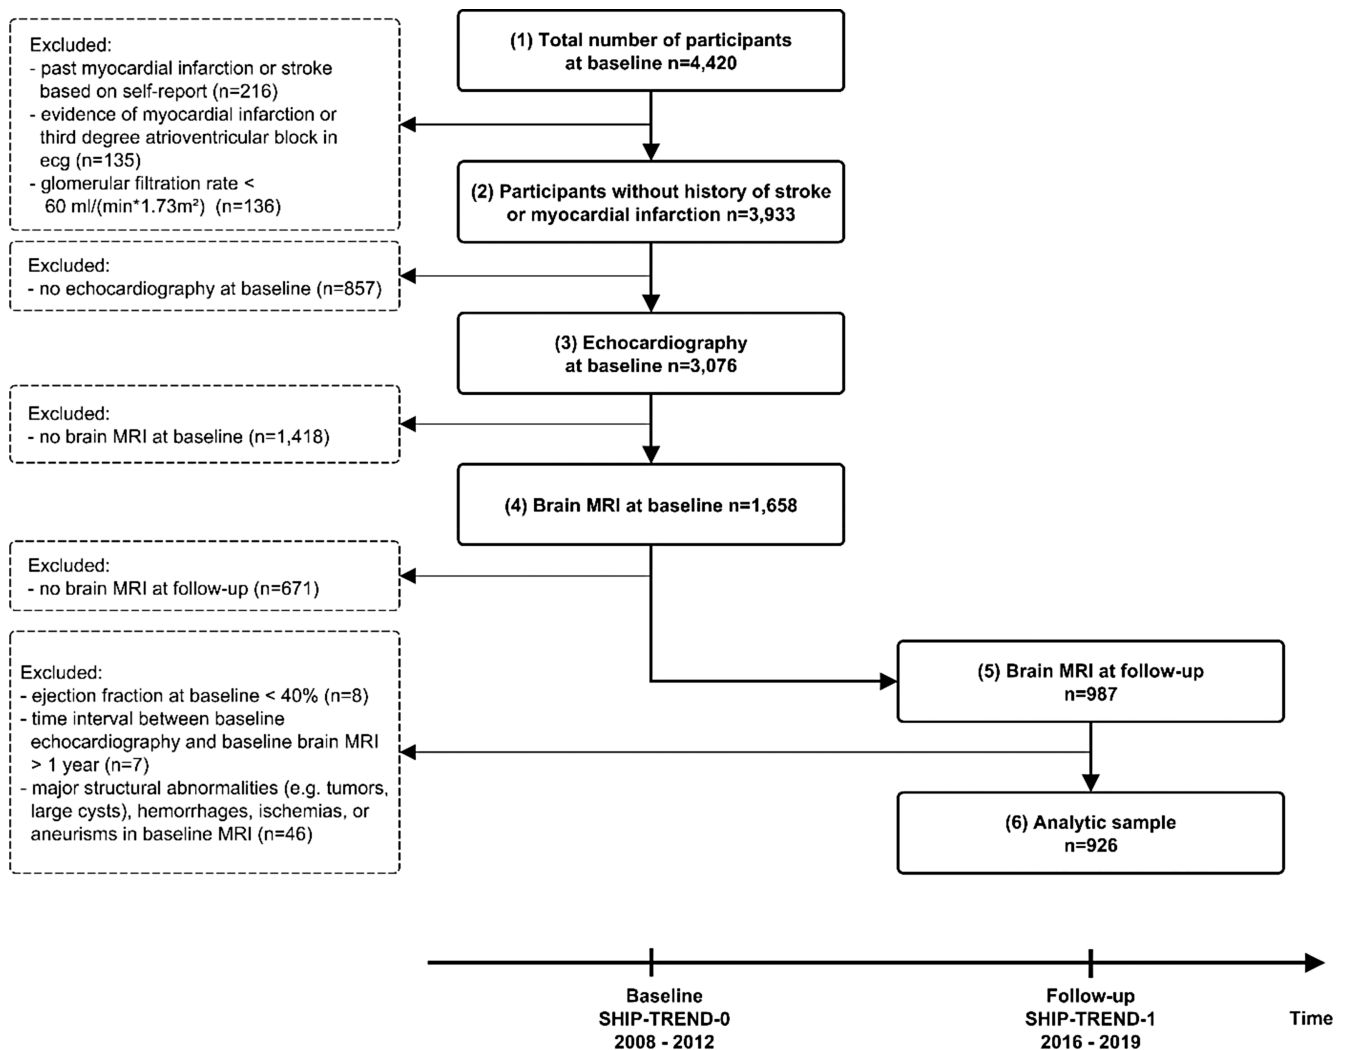 (1) Total number of participants
at baseline n=4,420
Excluded:
- past myocardial infarction or stroke
based on self-report (n=216)
- evidence of myocardial infarction or
third degree atrioventricular block in
ecg (n=135)
- glomerular filtration rate <
60 ml/(min*1.73m²) (n=136)
(2) Participants without history of stroke
or myocardial infarction n=3,933
Excluded:
- no echocardiography at baseline (n=857)
(3) Echocardiography
at baseline n=3,076
Excluded:
- no brain MRI at baseline (n=1,418)
(4) Brain MRI at baseline n=1,658
Excluded:
- no brain MRI at follow-up (n=671)
(5) Brain MRI at follow-up
n=987
Excluded:
- ejection fraction at baseline < 40% (n=8)
- time interval between baseline
echocardiography and baseline brain MRI
> 1 year (n=7)
- major structural abnormalities (e.g. tumors,
large cysts), hemorrhages, ischemias, or
aneurisms in baseline MRI (n=46)
(6) Analytic sample
n=926
Baseline
SHIP-TREND-0
2008 - 2012
Follow-up
SHIP-TREND-1
2016 - 2019
Time